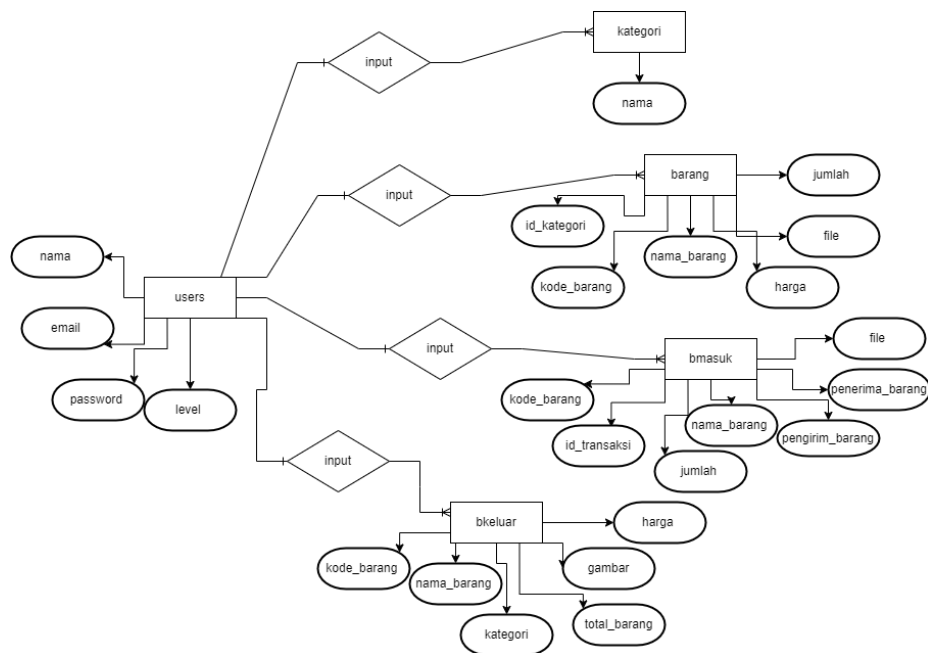 input
kategori
nama
input
barang
jumlah
id_kategori
file
kode_barang
nama_barang
harga
nama
users
email
password
level
input
bmasuk
file
kode_barang
penerima_barang
nama_barang
pengirim_barang
id_transaksi
jumlah
input
bkeluar
harga
kode_barang
nama_barang
gambar
kategori
total_barang